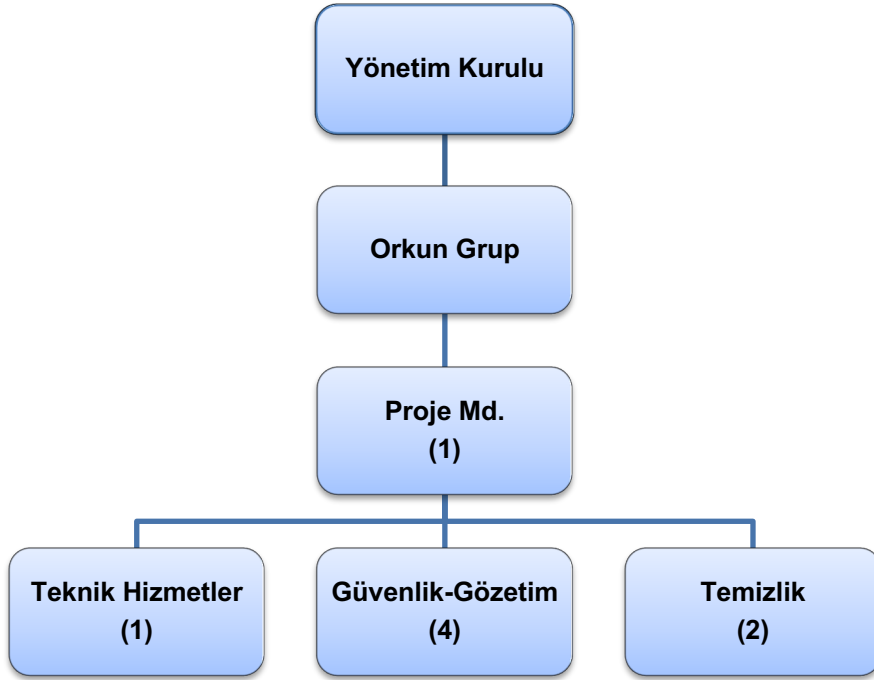 Yönetim Kurulu
Orkun Grup
Proje Md.
(1)
Teknik Hizmetler
(1)
Güvenlik-Gözetim
(4)
Temizlik
(2)